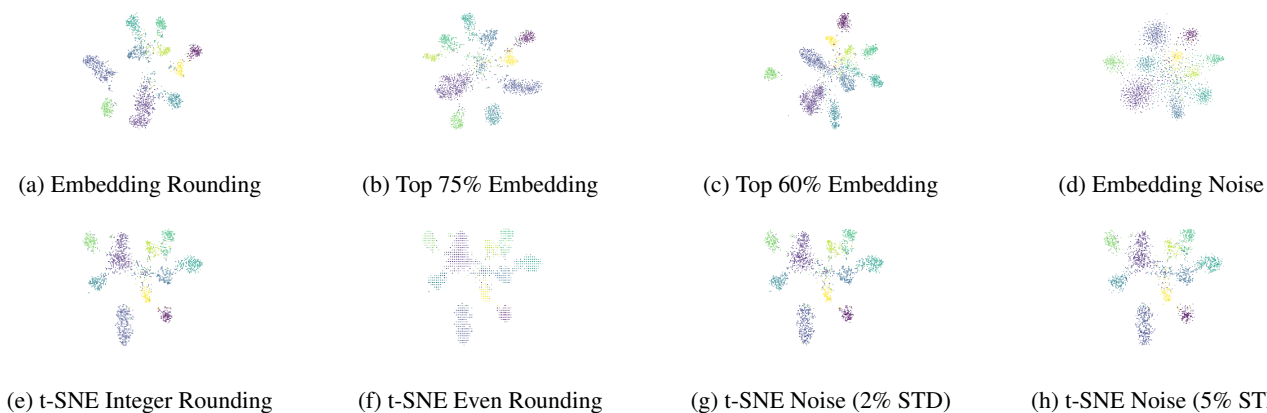 (a) Embedding Rounding
(b) Top 75% Embedding
(c) Top 60% Embedding
(d) Embedding Noise
(e) t-SNE Integer Rounding
(f) t-SNE Even Rounding
(g) t-SNE Noise (2% STD)
(h) t-SNE Noise (5% ST